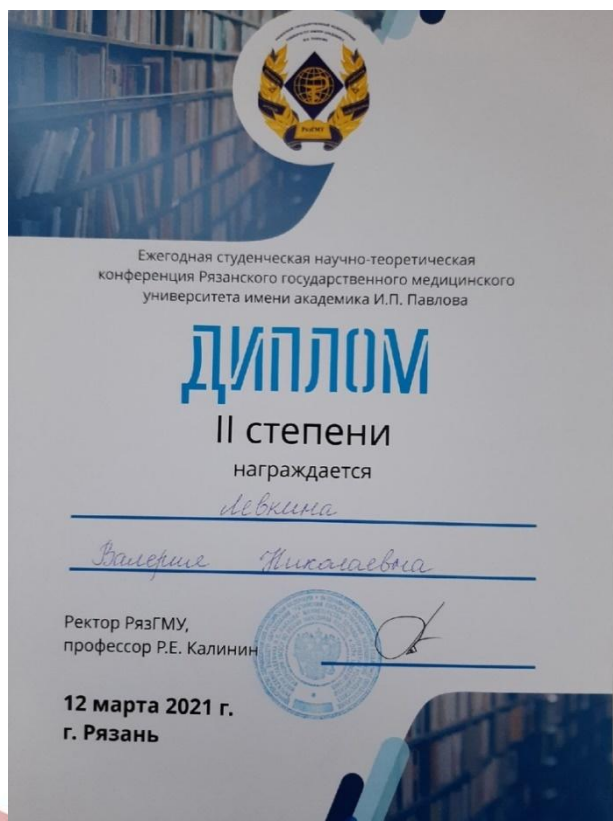 РязГМУ
Ежегодная студенческая научно-теоретическая
конференция Рязанского государственного медицинского
университета имени академика И.П. Павлова
ДИПЛОМ
II степени
награждается
Левкина
Валерия Николаевна
Ректор РязГМУ,
профессор Р.Е. Калинин
12 марта 2021 г.
г. Рязань